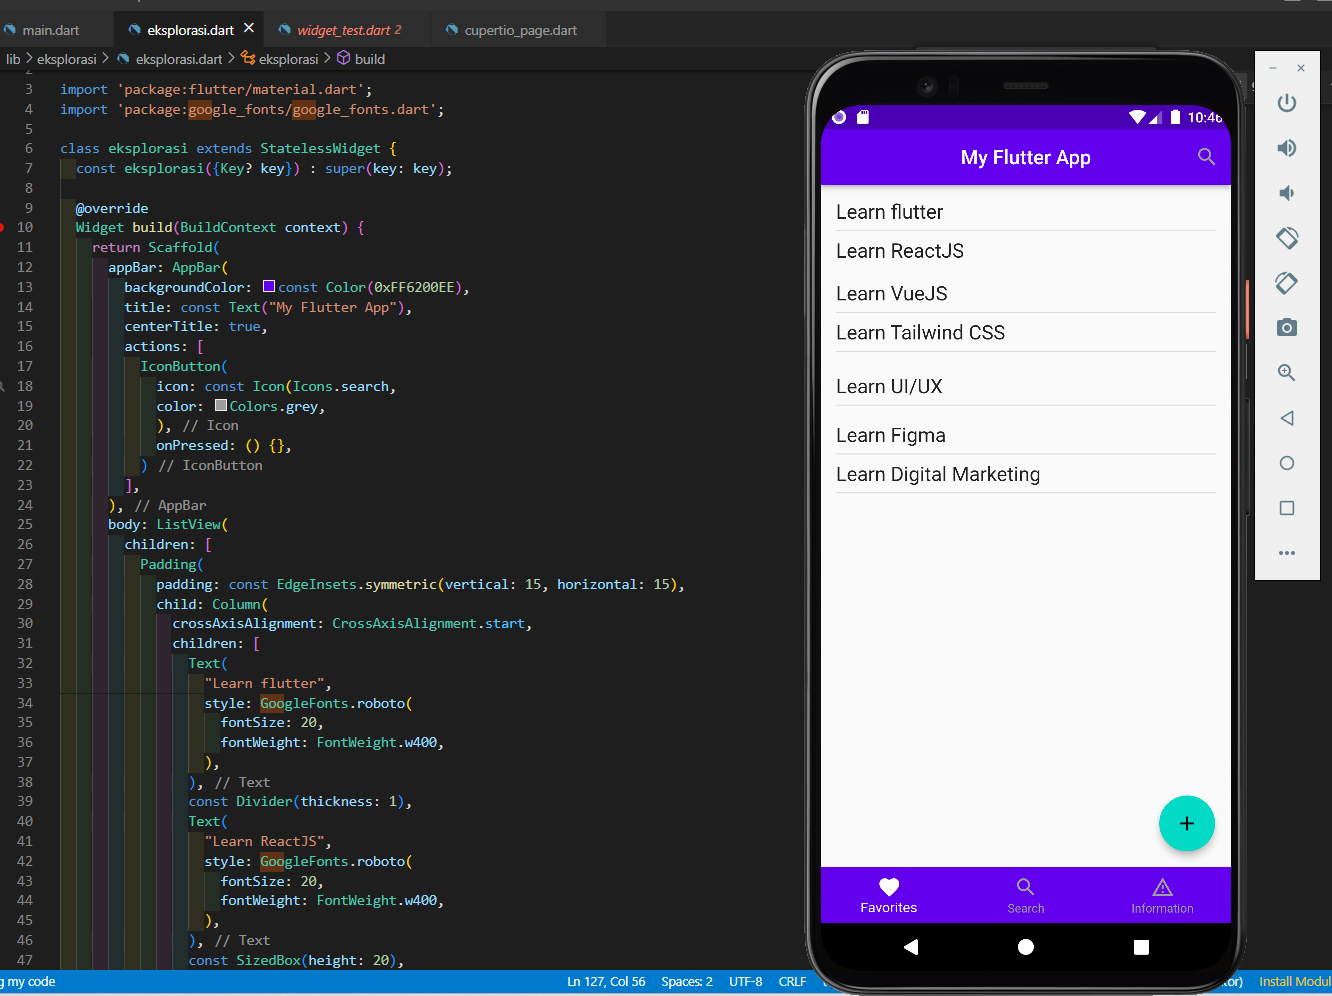 main.dart
eksplorasi.dart
widget_test.dart 2
cupertio_page.dart
lib > eksplorasi > eksplorasi.dart > eksplorasi > build
3 import 'package:flutter/material.dart';
4 import 'package:google_fonts/google_fonts.dart';
5
6 class eksplorasi extends StatelessWidget {
7 const eksplorasi({Key? key}) : super(key: key);
8
9 @override
10 Widget build(BuildContext context) {
11 return Scaffold(
12 appBar: AppBar(
13 backgroundColor: const Color(0xFF6200EE),
14 title: const Text("My Flutter App"),
15 centerTitle: true,
16 actions: [
17 IconButton(
18 icon: const Icon(Icons.search,
19 color: Colors.grey,
20 ), // Icon
21 onPressed: () {},
22 ) // IconButton
23 ],
24 ), // AppBar
25 body: ListView(
26 children: [
27 Padding(
28 padding: const EdgeInsets.symmetric(vertical: 15, horizontal: 15),
29 child: Column(
30 crossAxisAlignment: CrossAxisAlignment.start,
31 children: [
32 Text(
33 "Learn flutter",
34 style: GoogleFonts.roboto(
35 fontSize: 20,
36 fontWeight: FontWeight.w400,
37 ),
38 ), // Text
39 const Divider(thickness: 1),
40 Text(
41 "Learn ReactJS",
42 style: GoogleFonts.roboto(
43 fontSize: 20,
44 fontWeight: FontWeight.w400,
45 ),
46 ), // Text
47 const SizedBox(height: 20),
10:46
My Flutter App
Learn flutter
Learn ReactJS
Learn VueJS
Learn Tailwind CSS
Learn UI/UX
Learn Figma
Learn Digital Marketing
Favorites
Search
Information
g my code
Ln 127, Col 56
Spaces: 2
UTF-8
CRLF
tor)
Install Modul